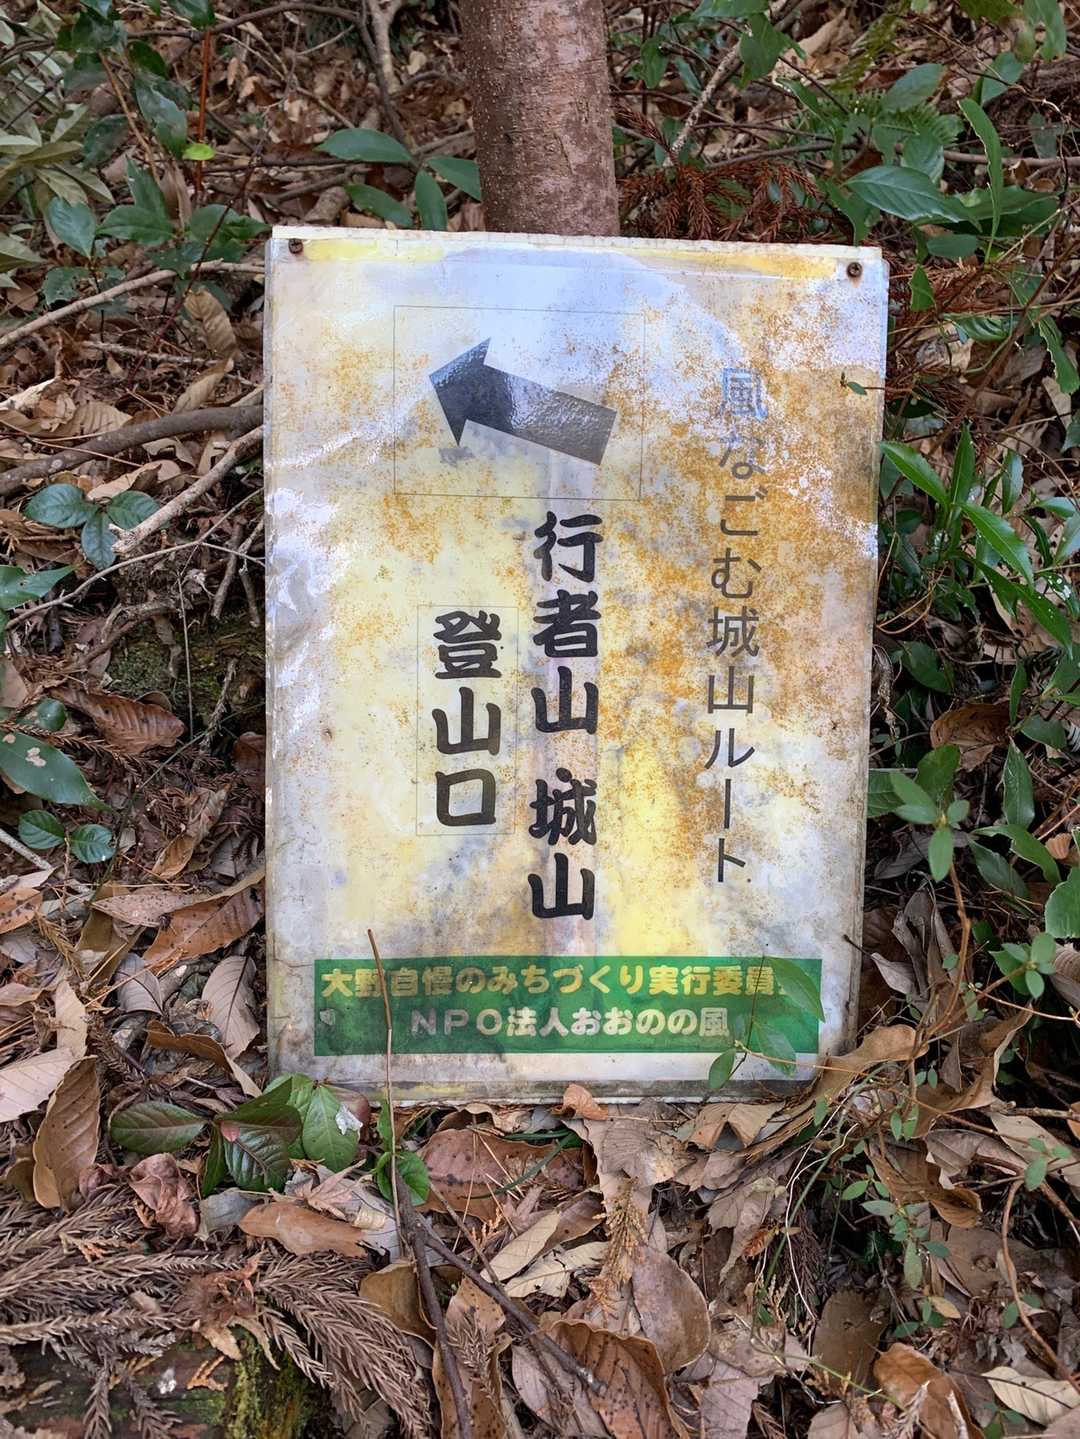 風なごむ城山ルート
行者山 城山
登山口
大野自慢のみちづくり実行委員
NPO法人おおのの風